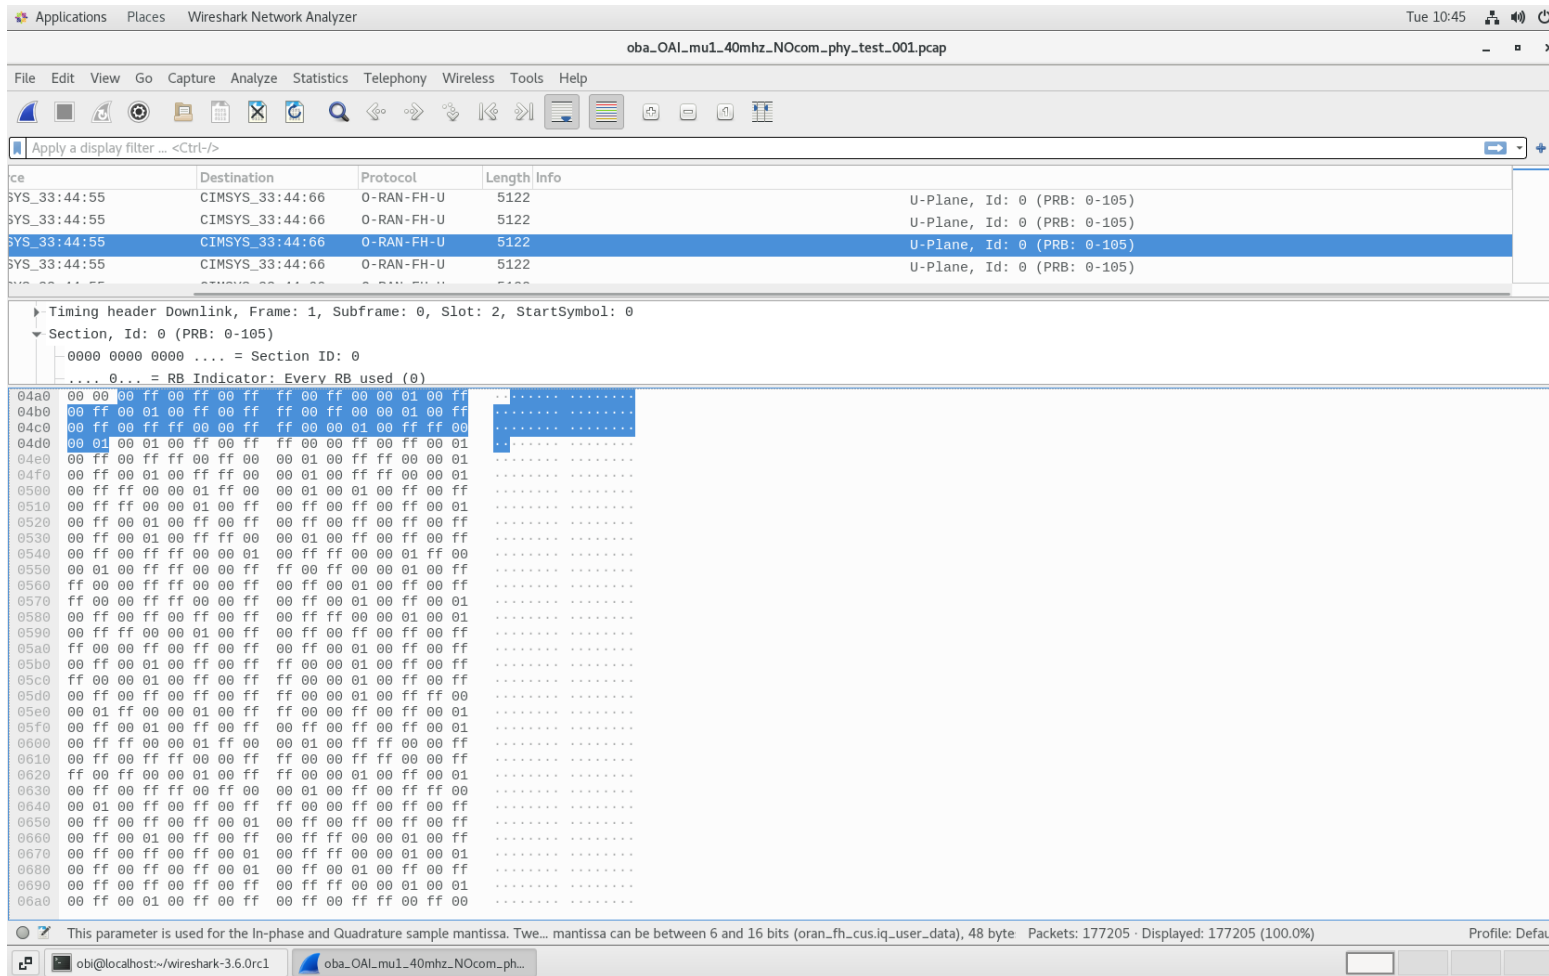 Applications Places Wireshark Network Analyzer Tue 10:45
oba_OAI_mu1_40mhz_NOcom_phy_test_001.pcap
File Edit View Go Capture Analyze Statistics Telephony Wireless Tools Help
Apply a display filter ... <Ctrl-/>
rce Destination Protocol Length Info
SYS_33:44:55 CIMSYS_33:44:66 O-RAN-FH-U 5122 U-Plane, Id: 0 (PRB: 0-105)
SYS_33:44:55 CIMSYS_33:44:66 O-RAN-FH-U 5122 U-Plane, Id: 0 (PRB: 0-105)
SYS_33:44:55 CIMSYS_33:44:66 O-RAN-FH-U 5122 U-Plane, Id: 0 (PRB: 0-105)
SYS_33:44:55 CIMSYS_33:44:66 O-RAN-FH-U 5122 U-Plane, Id: 0 (PRB: 0-105)
Timing header Downlink, Frame: 1, Subframe: 0, Slot: 2, StartSymbol: 0
Section, Id: 0 (PRB: 0-105)
0000 0000 0000 .... = Section ID: 0
.... 0... = RB Indicator: Every RB used (0)
04a0 00 00 00 ff 00 ff 00 ff ff 00 ff 00 00 01 00 ff
04b0 00 ff 00 01 00 ff 00 ff ff 00 ff 00 00 01 00 ff
04c0 00 ff 00 ff ff 00 00 ff ff 00 00 01 00 ff ff 00
04d0 00 01 00 01 00 ff 00 ff ff 00 00 ff 00 ff 00 01
04e0 00 ff 00 ff ff 00 ff 00 00 01 00 ff ff 00 00 01
04f0 00 ff 00 01 00 ff ff 00 00 01 00 ff ff 00 00 01
0500 00 ff ff 00 00 01 ff 00 00 01 00 01 00 ff 00 ff
0510 00 ff ff 00 00 01 00 ff 00 ff 00 ff 00 ff 00 01
0520 00 ff 00 01 00 ff 00 ff 00 ff 00 ff 00 ff 00 ff
0530 00 ff 00 01 00 ff ff 00 00 01 00 ff 00 ff 00 ff
0540 00 ff 00 ff ff 00 00 01 00 ff ff 00 00 01 ff 00
0550 00 01 00 ff ff 00 00 ff ff 00 ff 00 00 01 00 ff
0560 ff 00 00 ff ff 00 00 ff 00 ff 00 01 00 ff 00 ff
0570 ff 00 00 ff ff 00 00 ff 00 ff 00 01 00 ff 00 01
0580 00 ff 00 ff 00 ff 00 ff 00 ff ff 00 00 01 00 01
0590 00 ff ff 00 00 01 00 ff 00 ff 00 ff 00 ff 00 ff
05a0 ff 00 00 ff 00 ff 00 ff 00 ff 00 01 00 ff 00 ff
05b0 00 ff 00 01 00 ff 00 ff ff 00 00 01 00 ff 00 ff
05c0 ff 00 00 01 00 ff 00 ff ff 00 00 01 00 ff 00 ff
05d0 00 ff 00 ff 00 ff 00 ff 00 ff 00 01 00 ff ff 00
05e0 00 01 ff 00 00 01 00 ff ff 00 00 ff 00 ff 00 01
05f0 00 ff 00 01 00 ff 00 ff 00 ff 00 ff 00 ff 00 01
0600 00 ff ff 00 00 01 ff 00 00 01 00 ff ff 00 00 ff
0610 00 ff 00 ff ff 00 00 ff ff 00 00 ff ff 00 00 ff
0620 ff 00 ff 00 00 01 00 ff ff 00 00 01 00 ff 00 01
0630 00 ff 00 ff ff 00 ff 00 00 01 00 ff 00 ff ff 00
0640 00 01 00 ff 00 ff 00 ff ff 00 00 ff 00 ff 00 ff
0650 00 ff 00 ff 00 ff 00 01 00 ff 00 ff 00 ff 00 ff
0660 00 ff 00 01 00 ff 00 ff 00 ff ff 00 00 01 00 ff
0670 00 ff 00 ff 00 ff 00 01 00 ff ff 00 00 01 00 01
0680 00 ff 00 ff 00 ff 00 01 00 ff 00 01 00 ff 00 ff
0690 00 ff 00 ff 00 ff 00 ff 00 ff ff 00 00 01 00 01
06a0 00 ff 00 01 00 ff 00 ff 00 ff 00 ff ff 00 ff 00
This parameter is used for the In-phase and Quadrature sample mantissa. Twe... mantissa can be between 6 and 16 bits (oran_fh_cus.iq_user_data), 48 byte Packets: 177205 · Displayed: 177205 (100.0%) Profile: Defau
obi@localhost:~/wireshark-3.6.0rc1 oba_OAI_mu1_40mhz_NOcom_ph...